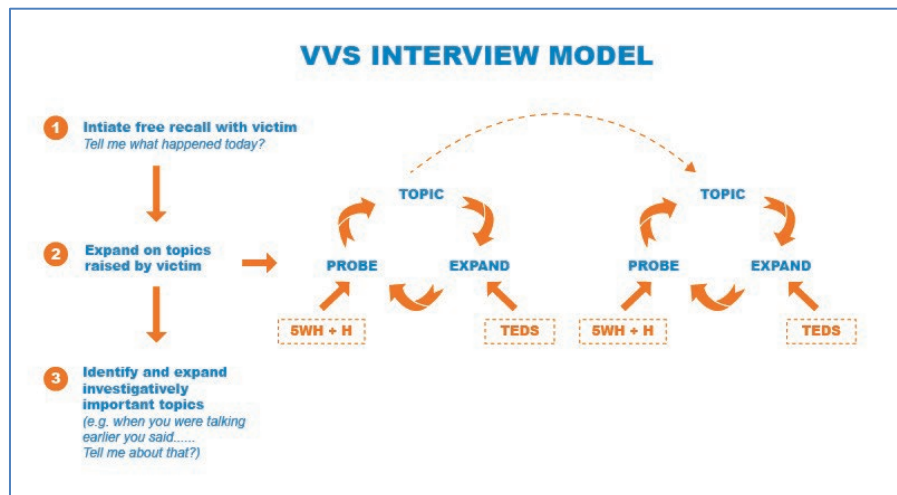 VVS INTERVIEW MODEL
1
Intiate free recall with victim
Tell me what happened today?
2
Expand on topics
raised by victim
3
Identify and expand
investigatively
important topics
(e.g. when you were talking
earlier you said......
Tell me about that?)
TOPIC
PROBE
EXPAND
5WH + H
TEDS
TOPIC
PROBE
EXPAND
5WH + H
TEDS